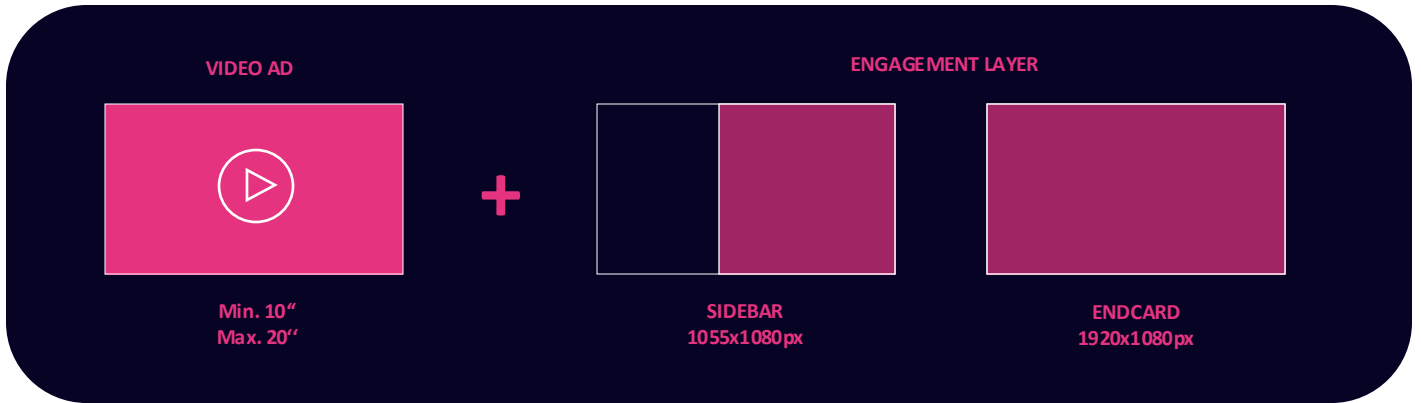 VIDEO AD
ENGAGEMENT LAYER
Min. 10“
Max. 20‘‘
SIDEBAR
1055x1080px
ENDCARD
1920x1080px